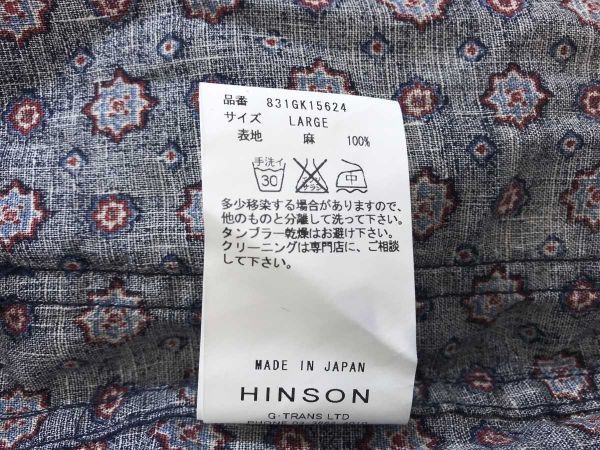 品番 831GK15624
サイズ LARGE
表地 麻 100%
手洗イ
30 中
多少移染する場合がありますので、
他のものと分離して洗って下さい。
タンブラー乾燥はお避け下さい。
クリーニングは専門店に、ご相談
して下さい。
MADE IN JAPAN
HINSON
G-TRANS LTD